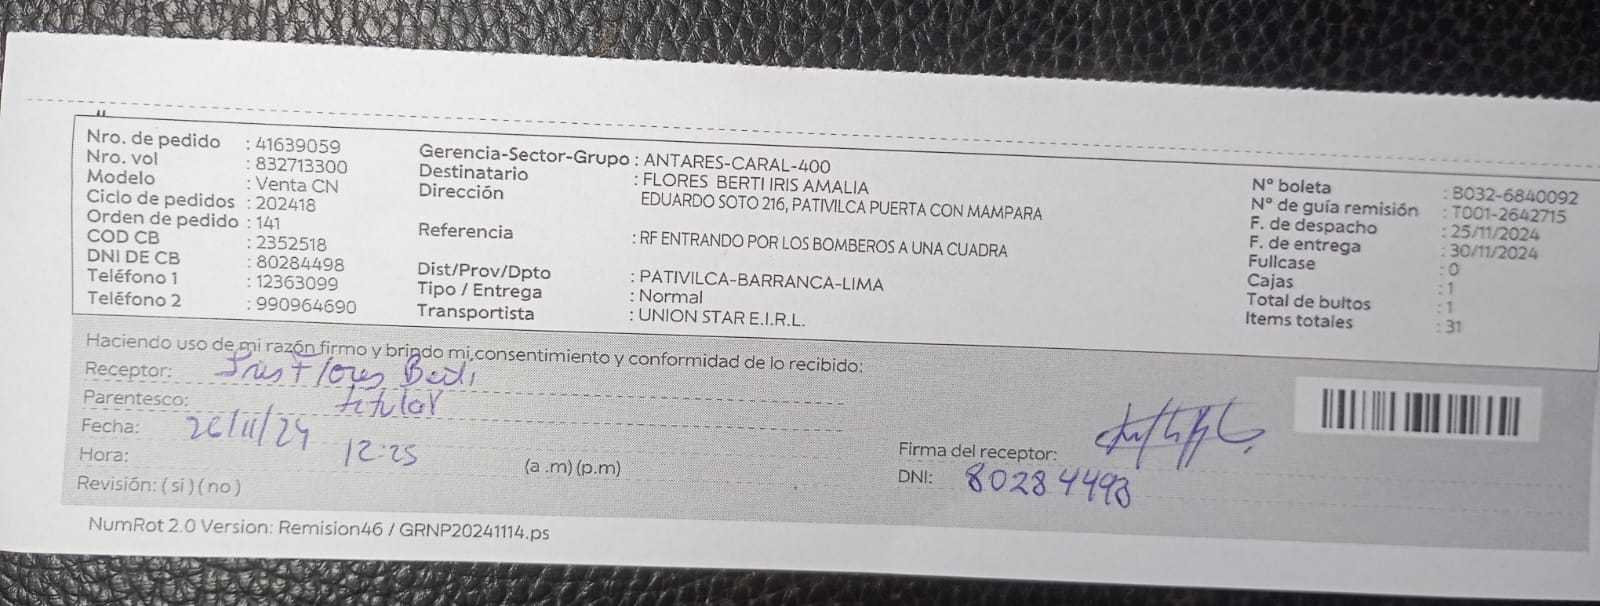 Nro. de pedido : 41639059
Nro. vol : 832713300
Modelo : Venta CN
Ciclo de pedidos : 202418
Orden de pedido : 141
COD CB : 2352518
DNI DE CB : 80284498
Teléfono 1 : 12363099
Teléfono 2 : 990964690
Gerencia-Sector-Grupo : ANTARES-CARAL-400
Destinatario : FLORES BERTI IRIS AMALIA
Dirección EDUARDO SOTO 216, PATIVILCA PUERTA CON MAMPARA
Referencia : RF ENTRANDO POR LOS BOMBEROS A UNA CUADRA
Dist/Prov/Dpto : PATIVILCA-BARRANCA-LIMA
Tipo / Entrega : Normal
Transportista : UNION STAR E.I.R.L.
Nº boleta : B032-6840092
Nº de guía remisión : T001-2642715
F. de despacho : 25/11/2024
F. de entrega : 30/11/2024
Fullcase : 0
Cajas : 1
Total de bultos : 1
Items totales : 31
Haciendo uso de mi razón firmo y brindo mi consentimiento y conformidad de lo recibido:
Receptor: Iris Flores Berti
Parentesco: titular
Fecha: 26/11/24
Hora: 12:25 (a .m) (p.m)
Revisión: ( si ) ( no )
Firma del receptor:
DNI: 80284498
NumRot 2.0 Version: Remision46 / GRNP20241114.ps